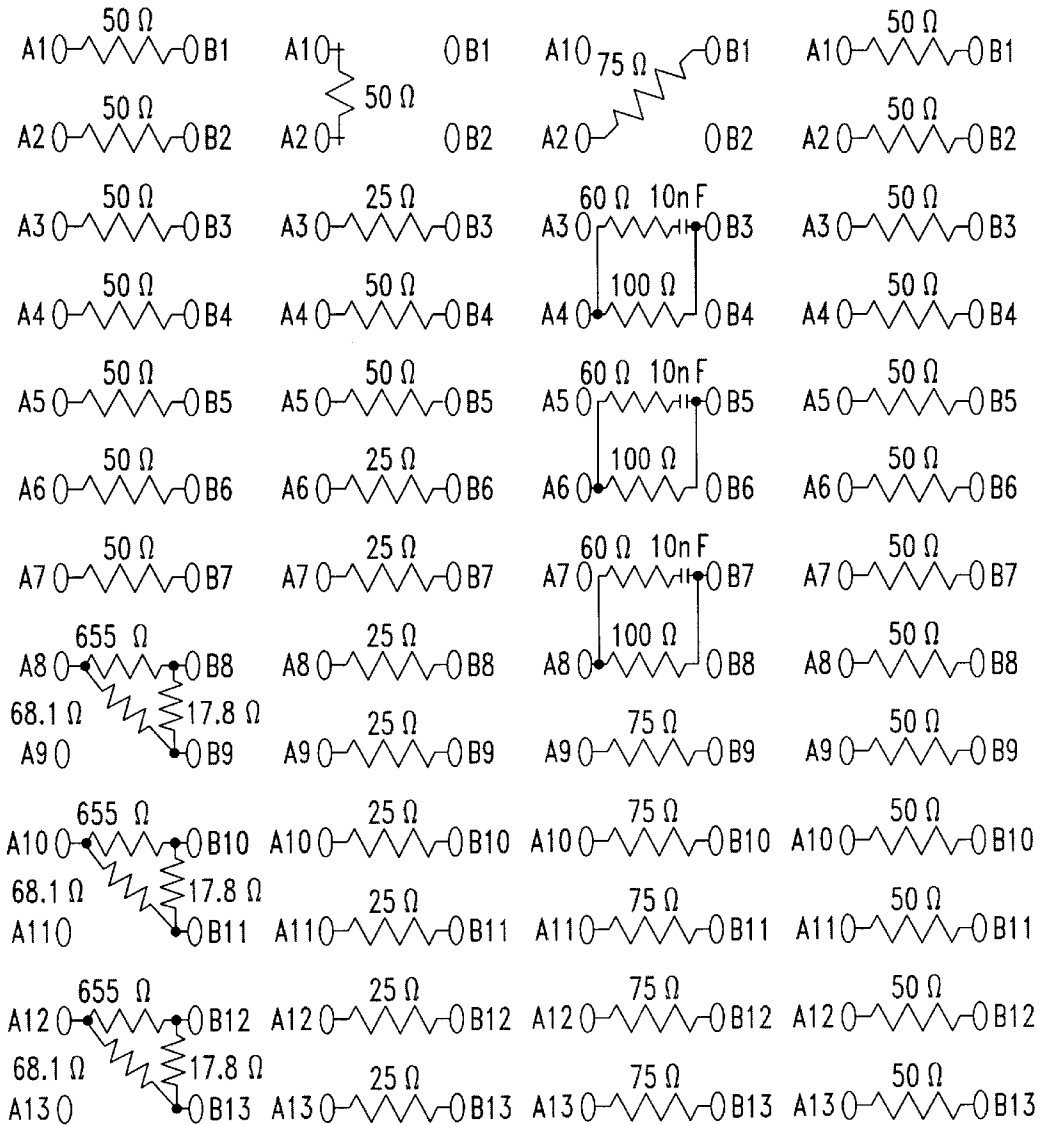 50 Ω 50 Ω
A1 B1 A1 50 Ω B1 A1 75 Ω B1 A1 B1
50 Ω 50 Ω
A2 B2 A2 B2 A2 B2 A2 B2
50 Ω 25 Ω 60 Ω 10n F 50 Ω
A3 B3 A3 B3 A3 B3 A3 B3
50 Ω 50 Ω 100 Ω 50 Ω
A4 B4 A4 B4 A4 B4 A4 B4
50 Ω 50 Ω 60 Ω 10n F 50 Ω
A5 B5 A5 B5 A5 B5 A5 B5
50 Ω 25 Ω 100 Ω 50 Ω
A6 B6 A6 B6 A6 B6 A6 B6
50 Ω 25 Ω 60 Ω 10n F 50 Ω
A7 B7 A7 B7 A7 B7 A7 B7
655 Ω 25 Ω 100 Ω 50 Ω
A8 B8 A8 B8 A8 B8 A8 B8
68.1 Ω 17.8 Ω 25 Ω 75 Ω 50 Ω
A9 B9 A9 B9 A9 B9 A9 B9
655 Ω 25 Ω 75 Ω 50 Ω
A10 B10 A10 B10 A10 B10 A10 B10
68.1 Ω 17.8 Ω 25 Ω 75 Ω 50 Ω
A11 B11 A11 B11 A11 B11 A11 B11
655 Ω 25 Ω 75 Ω 50 Ω
A12 B12 A12 B12 A12 B12 A12 B12
68.1 Ω 17.8 Ω 25 Ω 75 Ω 50 Ω
A13 B13 A13 B13 A13 B13 A13 B13